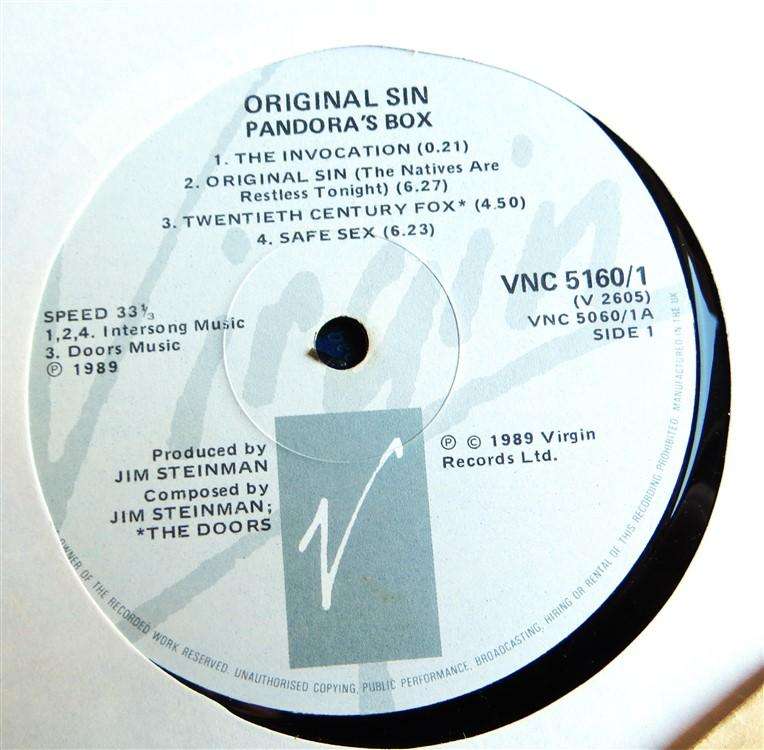 ORIGINAL SIN
PANDORA'S BOX
1. THE INVOCATION (0.21)
2. ORIGINAL SIN (The Natives Are
Restless Tonight) (6.27)
3. TWENTIETH CENTURY FOX* (4.50)
4. SAFE SEX (6.23)
Virgin
SPEED 33⅓
1,2,4. Intersong Music
3. Doors Music
℗ 1989
VNC 5160/1
(V 2605)
VNC 5060/1A
SIDE 1
Produced by
JIM STEINMAN
Composed by
JIM STEINMAN;
*THE DOORS
℗ © 1989 Virgin
Records Ltd.
V
OWNER OF THE RECORDED WORK RESERVED. UNAUTHORISED COPYING, PUBLIC PERFORMANCE, BROADCASTING, HIRING OR RENTAL OF THIS RECORDING PROHIBITED. MANUFACTURED IN THE UK